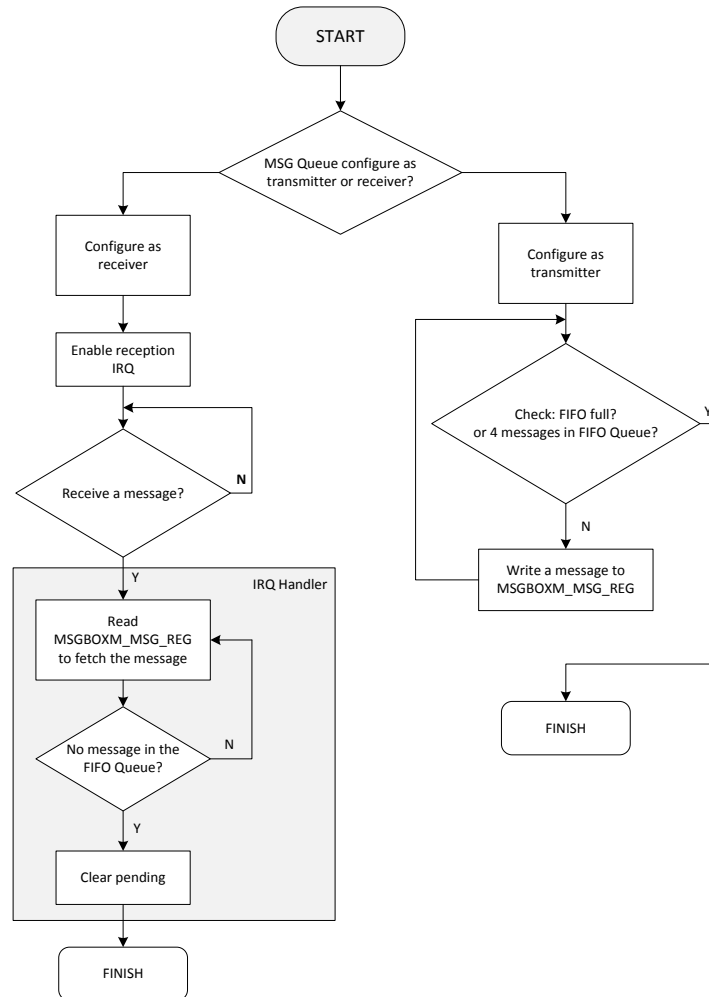 START
MSG Queue configure as
transmitter or receiver?
Configure as
receiver
Configure as
transmitter
Enable reception
IRQ
Check: FIFO full?
or 4 messages in FIFO Queue?
Y
N
Receive a message?
N
Y
IRQ Handler
Write a message to
MSGBOXM_MSG_REG
Read
MSGBOXM_MSG_REG
to fetch the message
No message in the
FIFO Queue?
N
Y
FINISH
Clear pending
FINISH